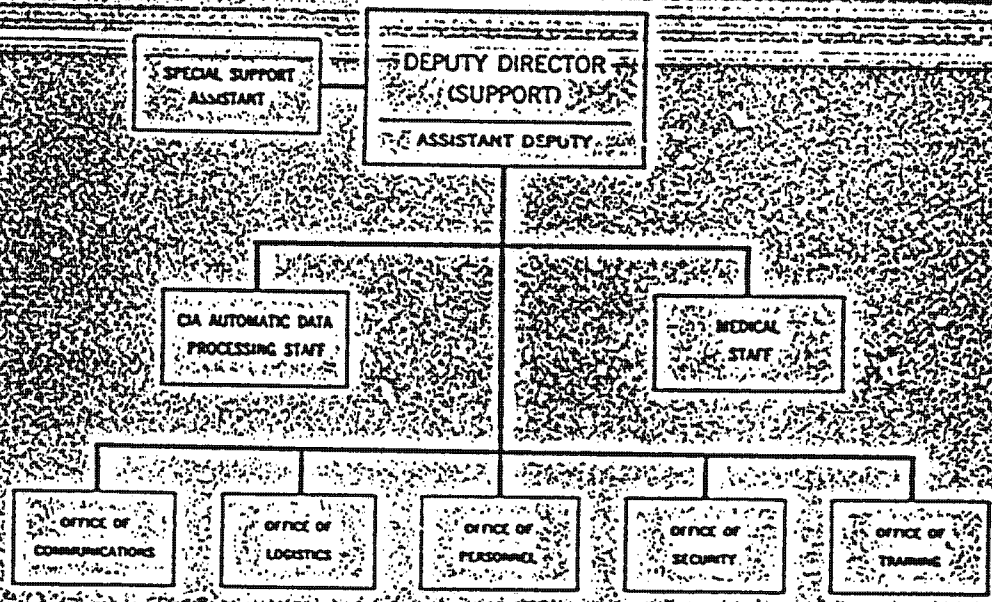 SPECIAL SUPPORT
ASSISTANT
DEPUTY DIRECTOR
(SUPPORT)
ASSISTANT DEPUTY
CIA AUTOMATIC DATA
PROCESSING STAFF
MEDICAL
STAFF
OFFICE OF
COMMUNICATIONS
OFFICE OF
LOGISTICS
OFFICE OF
PERSONNEL
OFFICE OF
SECURITY
OFFICE OF
TRAINING